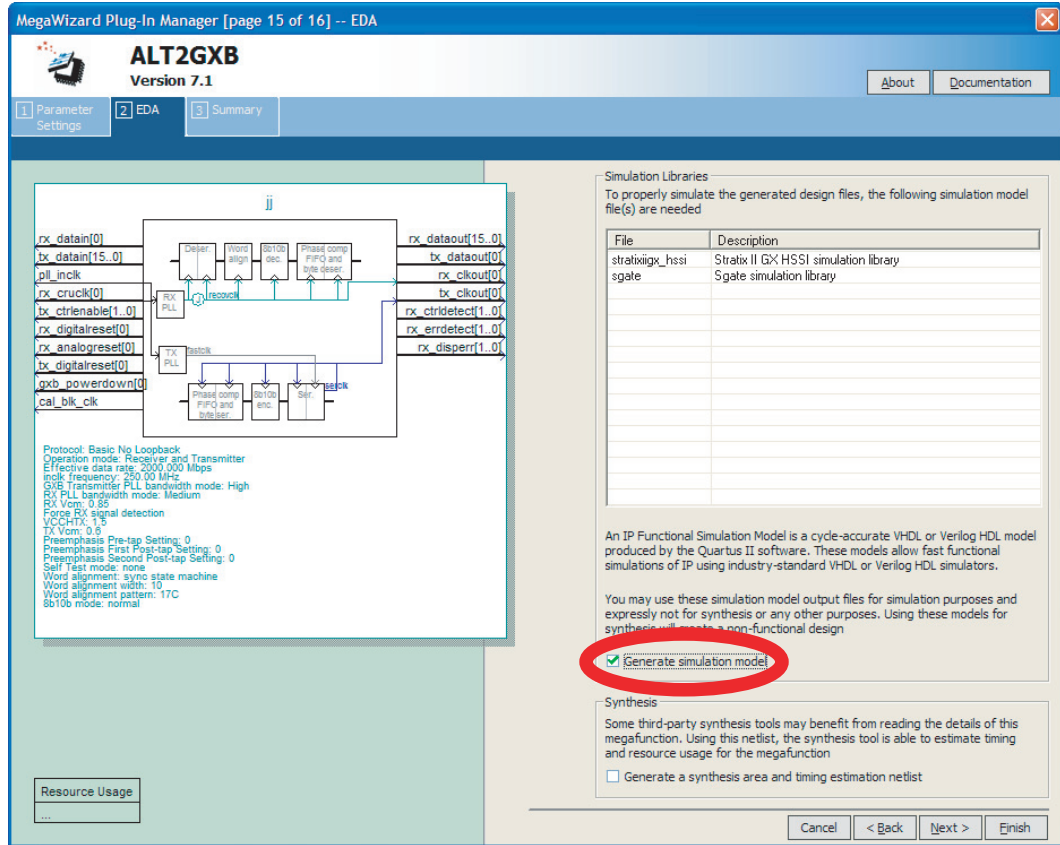 MegaWizard Plug-In Manager [page 15 of 16] -- EDA
ALT2GXB
Version 7.1
About
Documentation
1 Parameter
Settings
2 EDA
3 Summary
jj
rx_datain[0]
tx_datain[15..0]
pll_inclk
rx_cruclk[0]
tx_ctrlenable[1..0]
rx_digitalreset[0]
rx_analogreset[0]
tx_digitalreset[0]
gxb_powerdown[0]
cal_blk_clk
Deser.
Word
align
8b10b
dec.
Phase comp
FIFO and
byte deser.
RX
PLL
recovclk
TX
PLL
fastclk
Phase comp
FIFO and
byte ser.
8b10b
enc.
Ser.
serclk
rx_dataout[15..0]
tx_dataout[0]
rx_clkout[0]
tx_clkout[0]
rx_ctrldetect[1..0]
rx_errdetect[1..0]
rx_disperr[1..0]
Protocol: Basic No Loopback
Operation mode: Receiver and Transmitter
Effective data rate: 2000.000 Mbps
inclk frequency: 250.00 MHz
GXB Transmitter PLL bandwidth mode: High
RX PLL bandwidth mode: Medium
RX Vcm: 0.85
Force RX signal detection
VCCHTX: 1.5
TX Vcm: 0.6
Preemphasis Pre-tap Setting: 0
Preemphasis First Post-tap Setting: 0
Preemphasis Second Post-tap Setting: 0
Self Test mode: none
Word alignment: sync state machine
Word alignment width: 10
Word alignment pattern: 17C
8b10b mode: normal
Resource Usage
...
Simulation Libraries
To properly simulate the generated design files, the following simulation model
file(s) are needed
File Description
stratixiigx_hssi Stratix II GX HSSI simulation library
sgate Sgate simulation library
An IP Functional Simulation Model is a cycle-accurate VHDL or Verilog HDL model
produced by the Quartus II software. These models allow fast functional
simulations of IP using industry-standard VHDL or Verilog HDL simulators.
You may use these simulation model output files for simulation purposes and
expressly not for synthesis or any other purposes. Using these models for
synthesis will create a non-functional design
Generate simulation model
Synthesis
Some third-party synthesis tools may benefit from reading the details of this
megafunction. Using this netlist, the synthesis tool is able to estimate timing
and resource usage for the megafunction
Generate a synthesis area and timing estimation netlist
Cancel
< Back
Next >
Finish